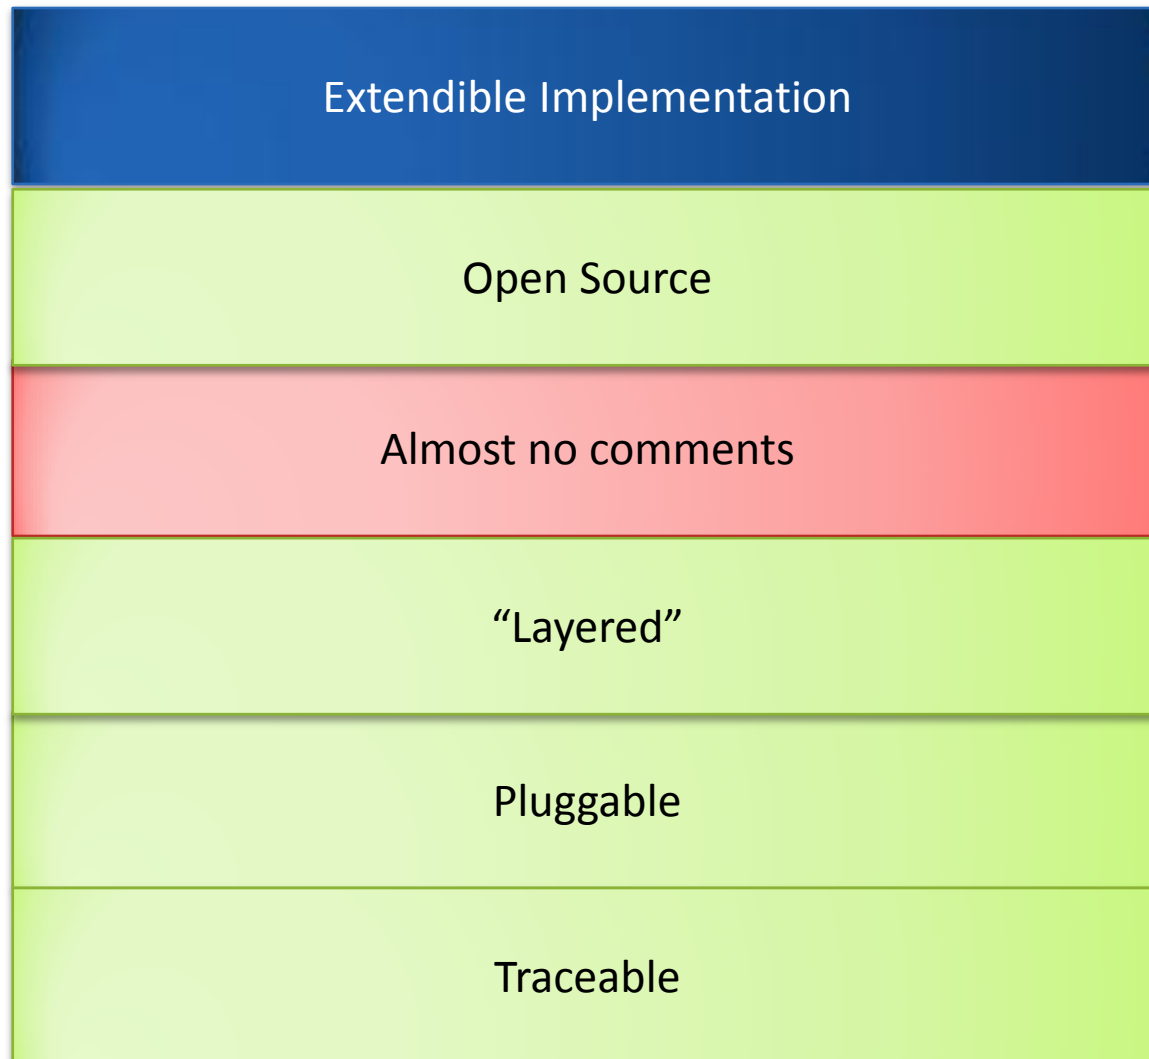 Extendible Implementation
Open Source
Almost no comments
“Layered”
Pluggable
Traceable